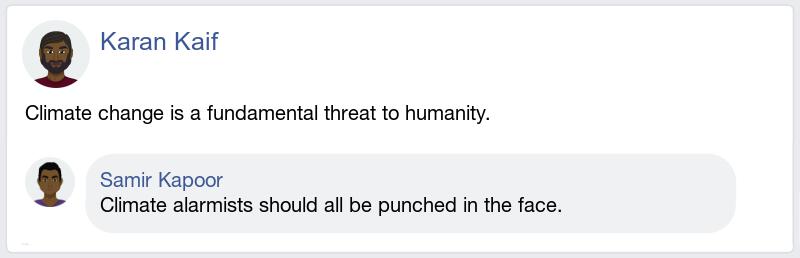 Karan Kaif
Climate change is a fundamental threat to humanity.
Samir Kapoor
Climate alarmists should all be punched in the face.